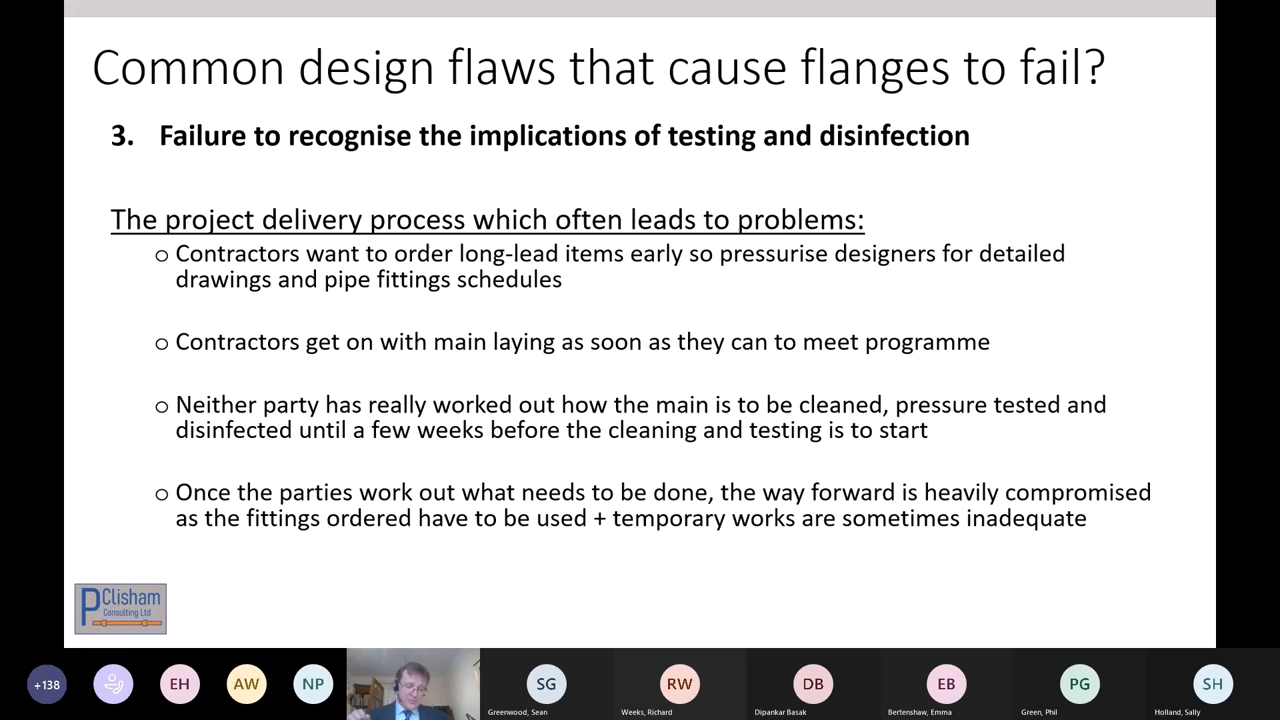 Common design flaws that cause flanges to fail?
3. Failure to recognise the implications of testing and disinfection
The project delivery process which often leads to problems:
o Contractors want to order long-lead items early so pressurise designers for detailed
drawings and pipe fittings schedules
o Contractors get on with main laying as soon as they can to meet programme
o Neither party has really worked out how the main is to be cleaned, pressure tested and
disinfected until a few weeks before the cleaning and testing is to start
o Once the parties work out what needs to be done, the way forward is heavily compromised
as the fittings ordered have to be used + temporary works are sometimes inadequate
P Clisham
Consulting Ltd
+138 EH AW NP SG RW DB EB PG SH
Greenwood, Sean Weeks, Richard Dipankar Basak Bertenshaw, Emma Green, Phil Holland, Sally